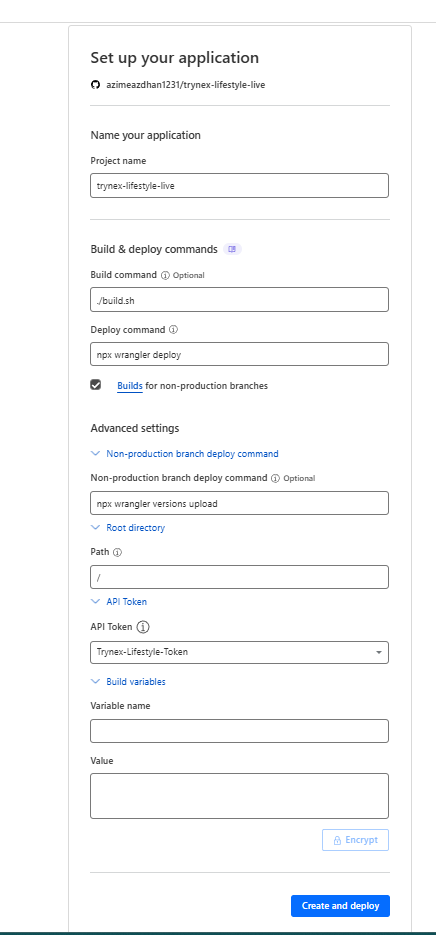 Set up your application
azimeazdhan1231/trynex-lifestyle-live
Name your application
Project name
trynex-lifestyle-live
Build & deploy commands
Build command Optional
./build.sh
Deploy command
npx wrangler deploy
Builds for non-production branches
Advanced settings
Non-production branch deploy command
Non-production branch deploy command Optional
npx wrangler versions upload
Root directory
Path
/
API Token
API Token
Trynex-Lifestyle-Token
Build variables
Variable name
Value
Encrypt
Create and deploy